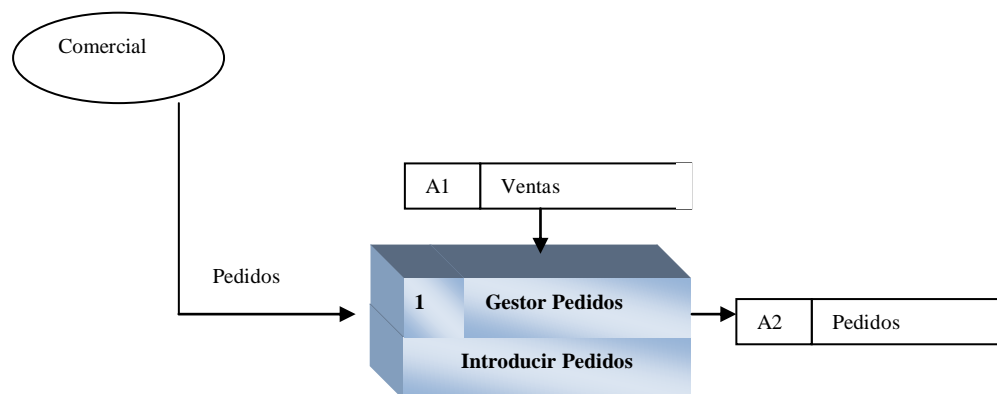 Comercial
A1 Ventas
Pedidos
1 Gestor Pedidos
A2 Pedidos
Introducir Pedidos